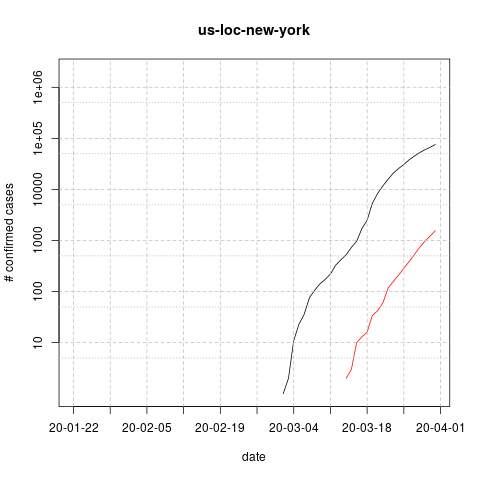 us-loc-new-york
# confirmed cases
1e+06
1e+05
10000
1000
100
10
20-01-22
20-02-05
20-02-19
20-03-04
20-03-18
20-04-01
date